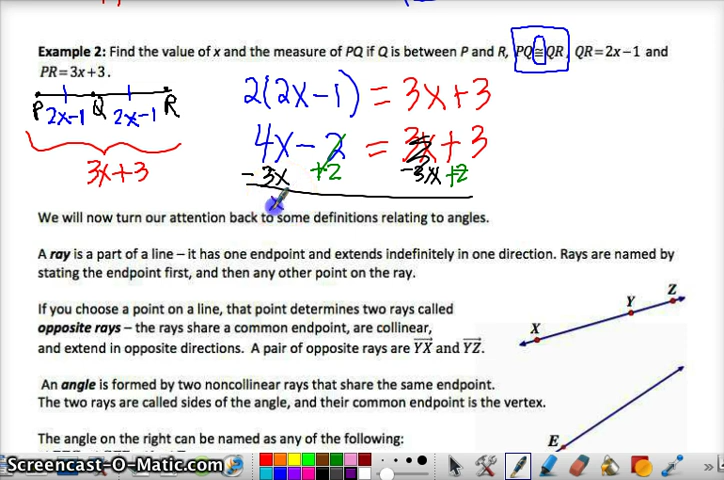 Example 2: Find the value of x and the measure of PQ if Q is between P and R, PQ≅QR, QR=2x−1 and
PR=3x+3.
P 2x-1 Q 2x-1 R
3x+3
2(2x-1) = 3x+3
4x-2 = 3x+3
-3x +2 -3x +2
x
We will now turn our attention back to some definitions relating to angles.
A ray is a part of a line – it has one endpoint and extends indefinitely in one direction. Rays are named by
stating the endpoint first, and then any other point on the ray.
If you choose a point on a line, that point determines two rays called
opposite rays – the rays share a common endpoint, are collinear,
and extend in opposite directions. A pair of opposite rays are YX and YZ.
X Y Z
An angle is formed by two noncollinear rays that share the same endpoint.
The two rays are called sides of the angle, and their common endpoint is the vertex.
The angle on the right can be named as any of the following:
E
Screencast-O-Matic.com